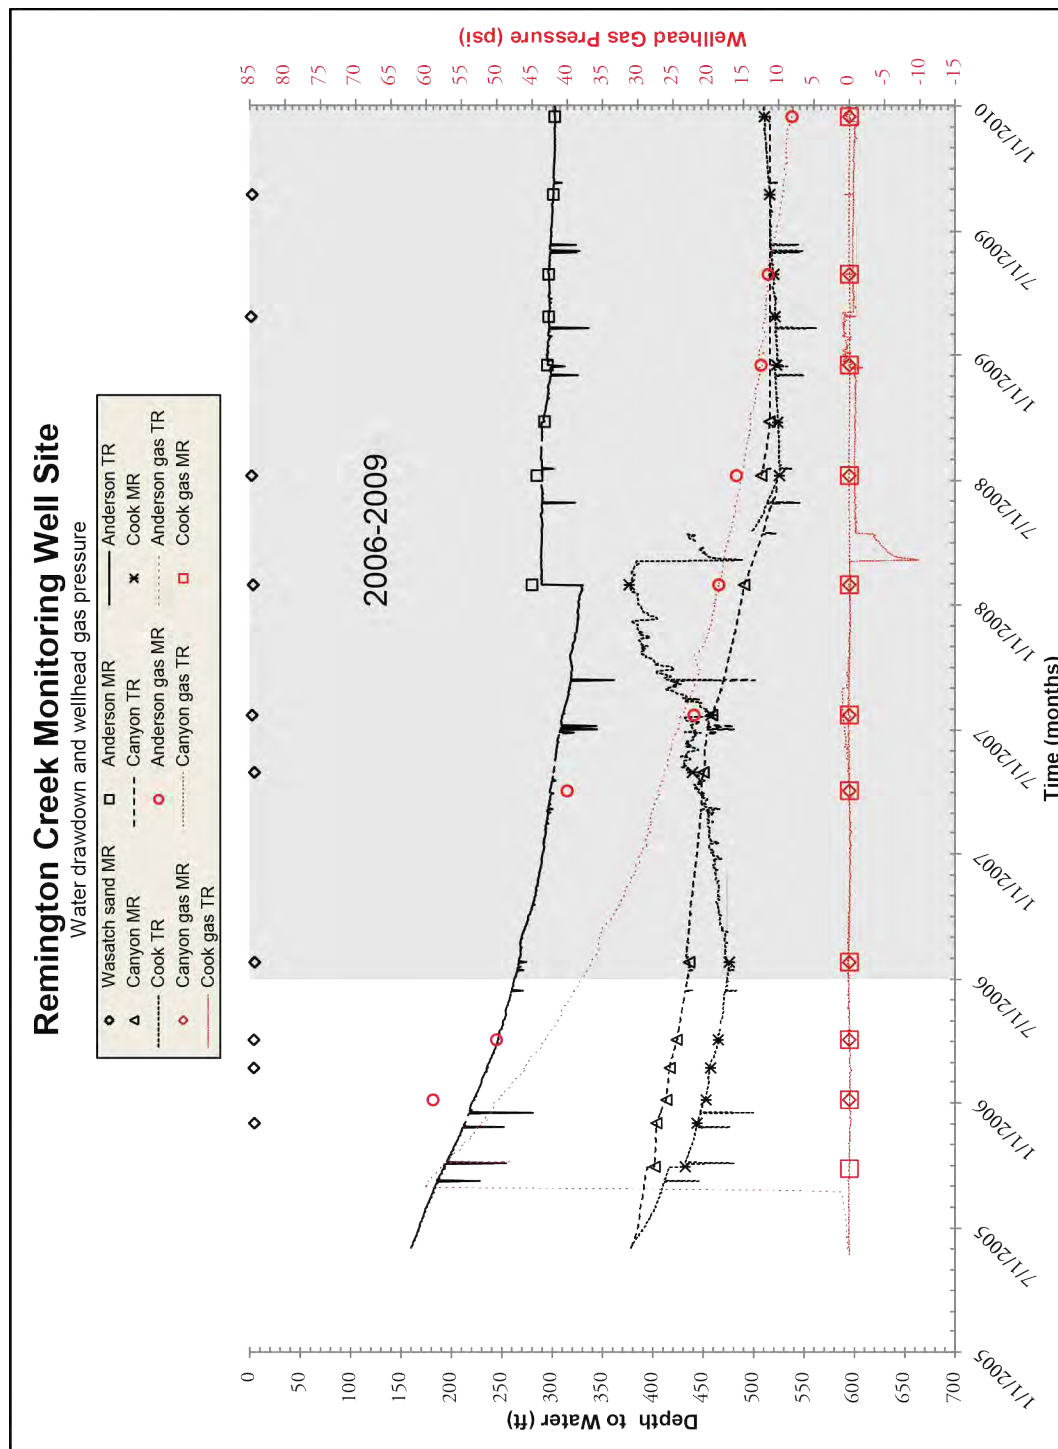 Remington Creek Monitoring Well Site
Water drawdown and wellhead gas pressure
Wasatch sand MR
Anderson MR
Anderson TR
Canyon MR
Canyon TR
Cook MR
Cook TR
Anderson gas MR
Anderson gas TR
Canyon gas MR
Canyon gas TR
Cook gas MR
Cook gas TR
2006-2009
Depth to Water (ft)
0
50
100
150
200
250
300
350
400
450
500
550
600
650
700
Wellhead Gas Pressure (psi)
85
80
75
70
65
60
55
50
45
40
35
30
25
20
15
10
5
0
-5
-10
-15
1/1/2005
7/1/2005
1/1/2006
7/1/2006
1/1/2007
7/1/2007
1/1/2008
7/1/2008
1/1/2009
7/1/2009
1/1/2010
Time (months)